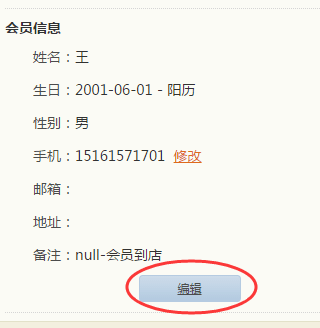 会员信息
姓名：王
生日：2001-06-01 - 阳历
性别：男
手机：15161571701 修改
邮箱：
地址：
备注：null-会员到店
编辑